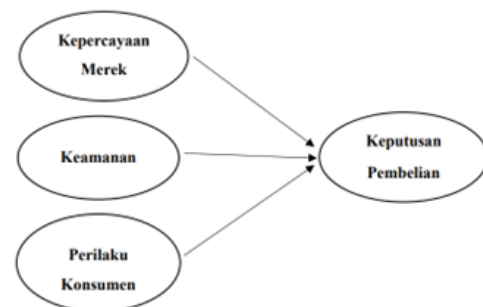 Kepercayaan
Merek
Keamanan
Keputusan
Pembelian
Perilaku
Konsumen